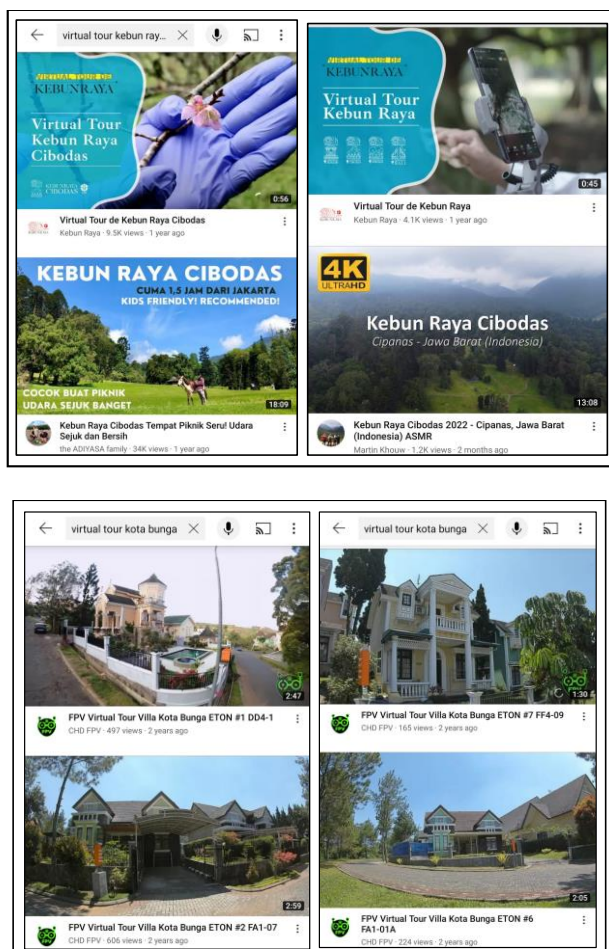 virtual tour kebun ray...
VIRTUAL TOUR DE
KEBUNRAYA
Virtual Tour
Kebun Raya
Cibodas
KEBUN RAYA
CIBODAS
0:56
Virtual Tour de Kebun Raya Cibodas
Kebun Raya · 9.5K views · 1 year ago
KEBUN RAYA CIBODAS
CUMA 1,5 JAM DARI JAKARTA
KIDS FRIENDLY! RECOMMENDED!
COCOK BUAT PIKNIK
UDARA SEJUK BANGET
18:09
Kebun Raya Cibodas Tempat Piknik Seru! Udara
Sejuk dan Bersih
the ADIYASA family · 34K views · 1 year ago
VIRTUAL TOUR DE
KEBUNRAYA
Virtual Tour
Kebun Raya
0:45
Virtual Tour de Kebun Raya
Kebun Raya · 4.1K views · 1 year ago
4K
ULTRAHD
Kebun Raya Cibodas
Cipanas - Jawa Barat (Indonesia)
13:08
Kebun Raya Cibodas 2022 - Cipanas, Jawa Barat
(Indonesia) ASMR
Martin Khouw · 1.2K views · 2 months ago
virtual tour kota bunga
2:47
FPV
FPV Virtual Tour Villa Kota Bunga ETON #1 DD4-1
CHD FPV · 497 views · 2 years ago
2:59
FPV
FPV Virtual Tour Villa Kota Bunga ETON #2 FA1-07
CHD FPV · 606 views · 2 years ago
virtual tour kota bunga
1:30
FPV
FPV Virtual Tour Villa Kota Bunga ETON #7 FF4-09
CHD FPV · 165 views · 2 years ago
2:05
FPV
FPV Virtual Tour Villa Kota Bunga ETON #6
FA1-01A
CHD FPV · 224 views · 2 years ago